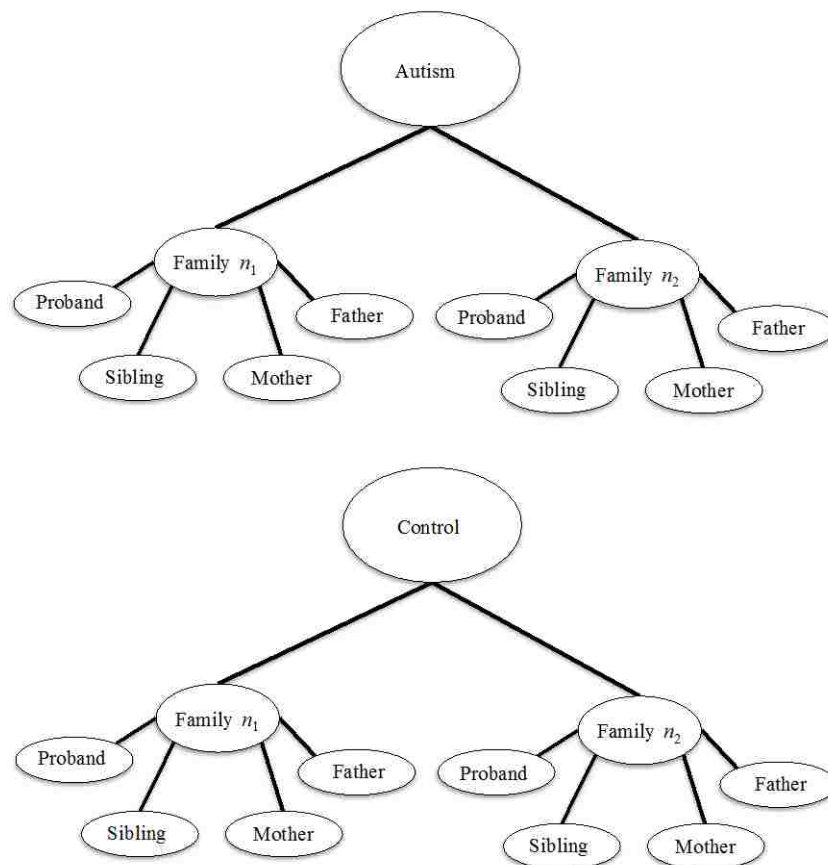 Autism
Family n₁
Family n₂
Proband
Sibling
Mother
Father
Proband
Sibling
Mother
Father
Control
Family n₁
Family n₂
Proband
Sibling
Mother
Father
Proband
Sibling
Mother
Father